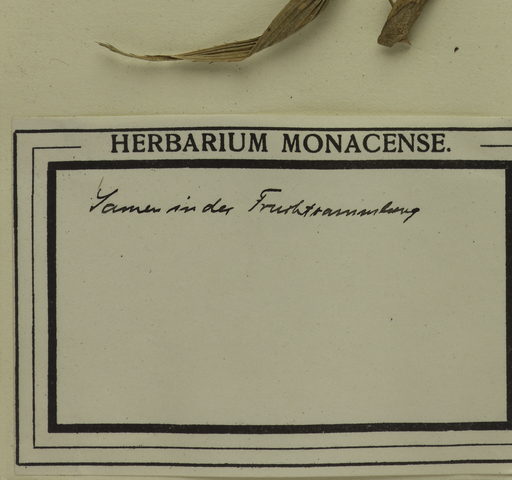 HERBARIUM MONACENSE.
Samen in der Fruchtsammlung